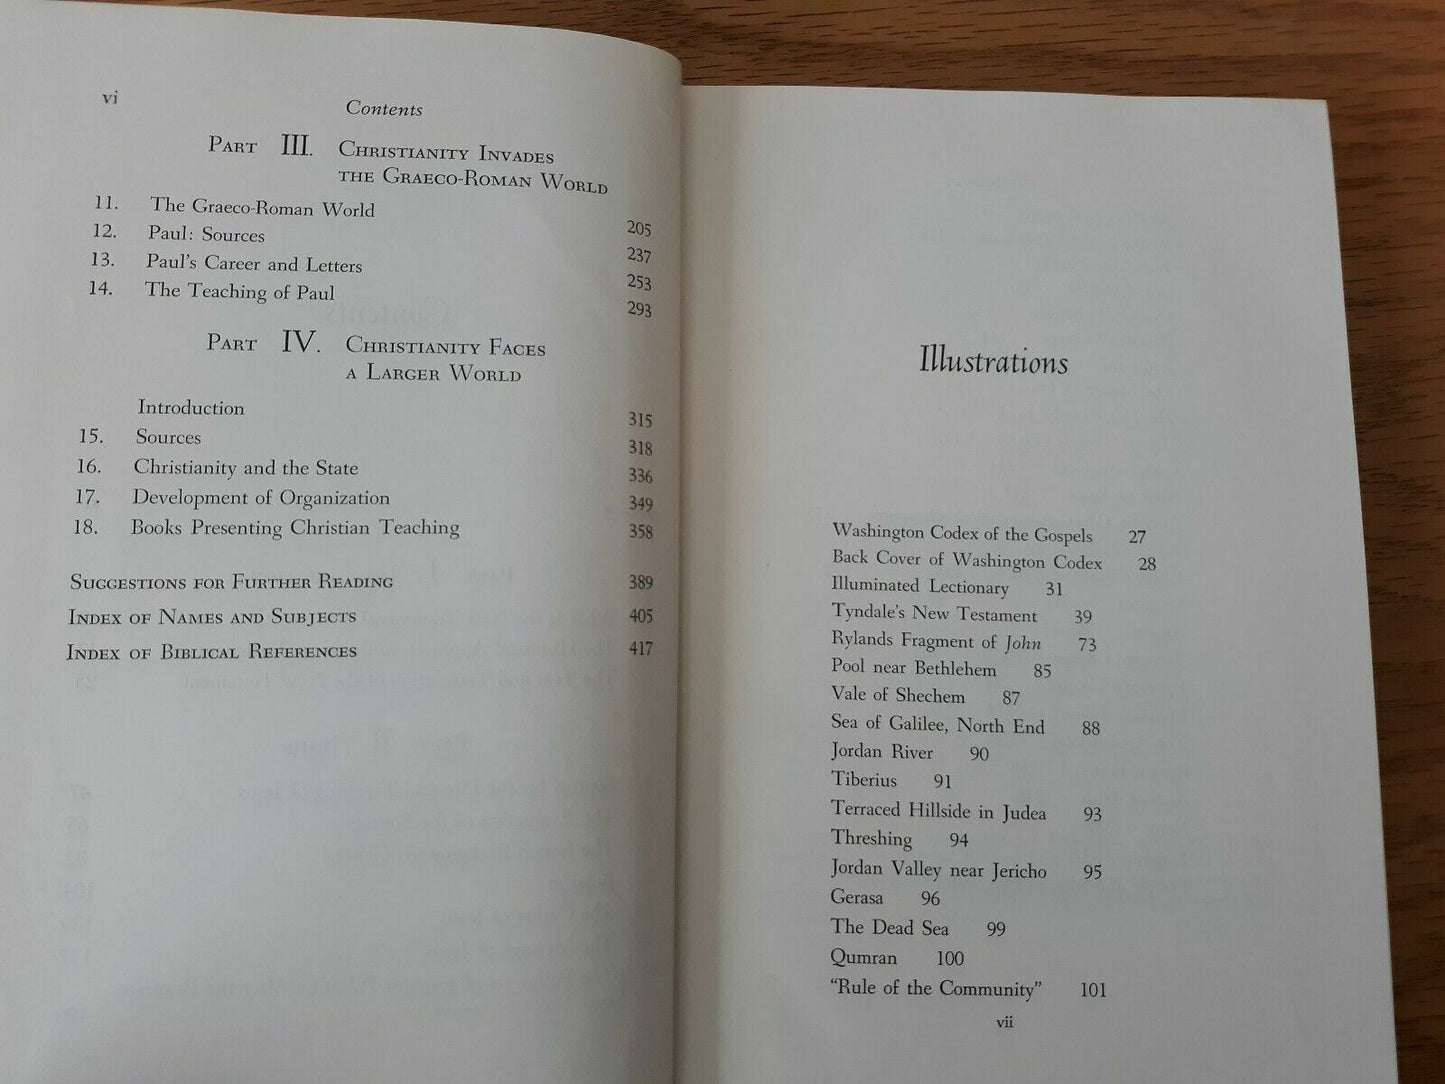 vi
Contents
Part III. Christianity Invades
the Graeco-Roman World
11. The Graeco-Roman World 205
12. Paul: Sources 237
13. Paul's Career and Letters 253
14. The Teaching of Paul 293
Part IV. Christianity Faces
a Larger World
Introduction 315
15. Sources 318
16. Christianity and the State 336
17. Development of Organization 349
18. Books Presenting Christian Teaching 358
Suggestions for Further Reading 389
Index of Names and Subjects 405
Index of Biblical References 417
Illustrations
Washington Codex of the Gospels 27
Back Cover of Washington Codex 28
Illuminated Lectionary 31
Tyndale's New Testament 39
Rylands Fragment of John 73
Pool near Bethlehem 85
Vale of Shechem 87
Sea of Galilee, North End 88
Jordan River 90
Tiberius 91
Terraced Hillside in Judea 93
Threshing 94
Jordan Valley near Jericho 95
Gerasa 96
The Dead Sea 99
Qumran 100
"Rule of the Community" 101
vii